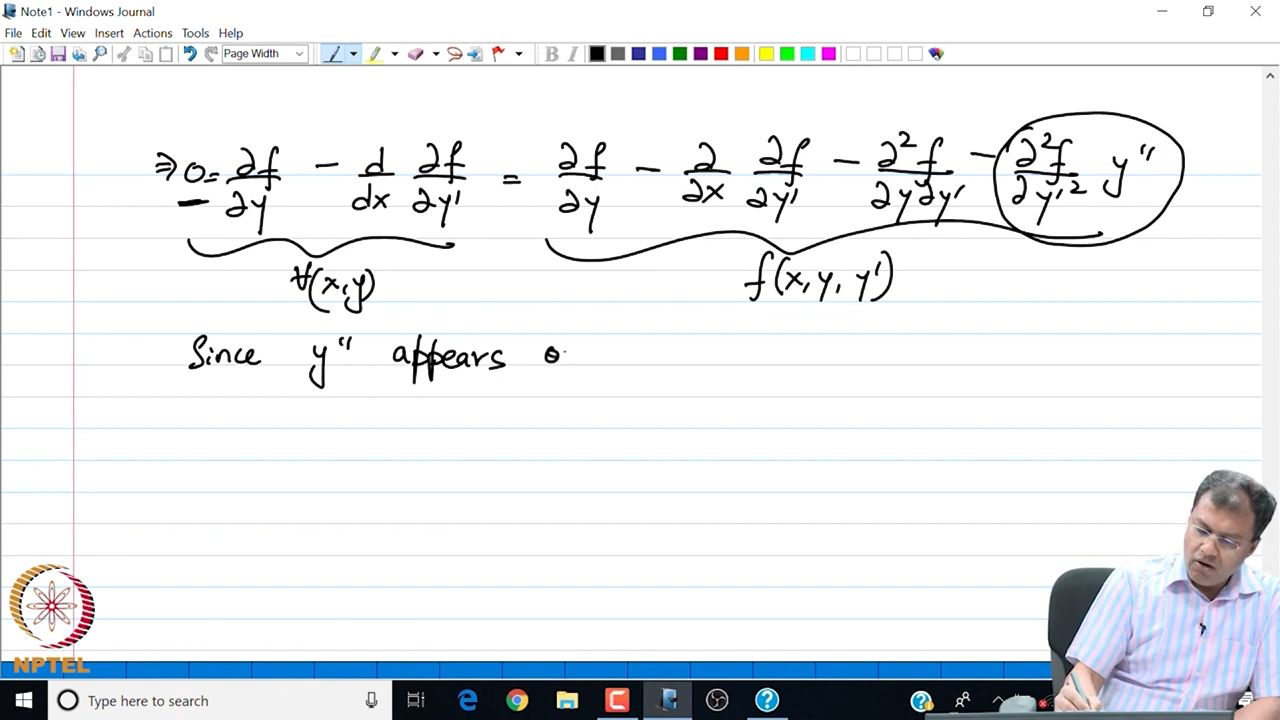 Note1 - Windows Journal
File Edit View Insert Actions Tools Help
Page Width B I
⇒ 0 = ∂f/∂y - d/dx ∂f/∂y' = ∂f/∂y - ∂/∂x ∂f/∂y' - ∂²f/∂y∂y' - ∂²f/∂y'² y"
∀(x,y) f(x, y, y')
Since y" appears
NPTEL
Type here to search